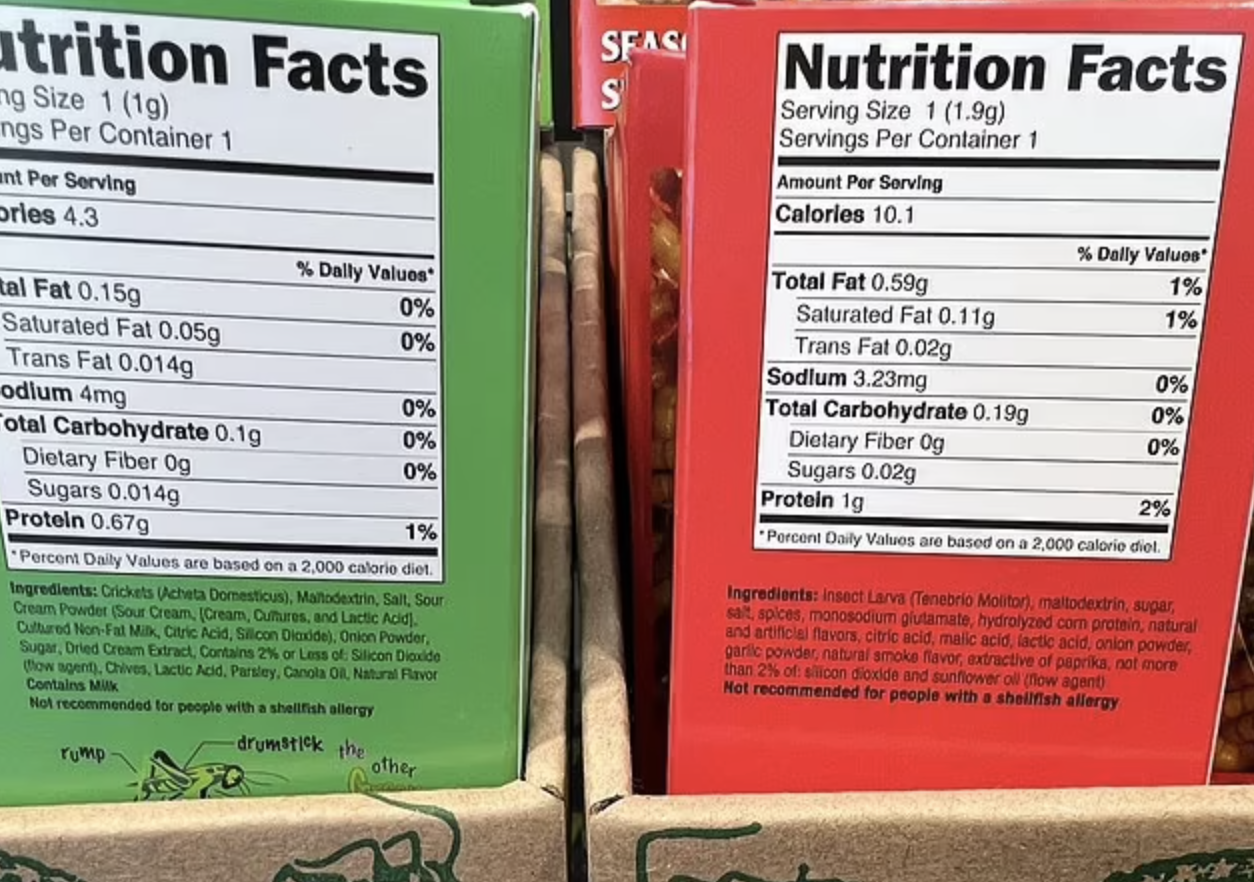 utrition Facts
ng Size 1 (1g)
ngs Per Container 1
nt Per Serving
ories 4.3
% Daily Values*
tal Fat 0.15g 0%
Saturated Fat 0.05g 0%
Trans Fat 0.014g
odium 4mg 0%
Total Carbohydrate 0.1g 0%
Dietary Fiber 0g 0%
Sugars 0.014g
Protein 0.67g 1%
*Percent Daily Values are based on a 2,000 calorie diet.
Ingredients: Crickets (Acheta Domesticus), Maltodextrin, Salt, Sour
Cream Powder (Sour Cream, [Cream, Cultures, and Lactic Acid],
Cultured Non-Fat Milk, Citric Acid, Silicon Dioxide), Onion Powder,
Sugar, Dried Cream Extract, Contains 2% or Less of: Silicon Dioxide
(flow agent), Chives, Lactic Acid, Parsley, Canola Oil, Natural Flavor
Contains Milk
Not recommended for people with a shellfish allergy
rump
drumstick
the
other
SEAS
S
Nutrition Facts
Serving Size 1 (1.9g)
Servings Per Container 1
Amount Per Serving
Calories 10.1
% Daily Values*
Total Fat 0.59g 1%
Saturated Fat 0.11g 1%
Trans Fat 0.02g
Sodium 3.23mg 0%
Total Carbohydrate 0.19g 0%
Dietary Fiber 0g 0%
Sugars 0.02g
Protein 1g 2%
*Percent Daily Values are based on a 2,000 calorie diet.
Ingredients: Insect Larva (Tenebrio Molitor), maltodextrin, sugar,
salt, spices, monosodium glutamate, hydrolyzed corn protein, natural
and artificial flavors, citric acid, malic acid, lactic acid, onion powder,
garlic powder, natural smoke flavor, extractive of paprika, not more
than 2% of: silicon dioxide and sunflower oil (flow agent)
Not recommended for people with a shellfish allergy